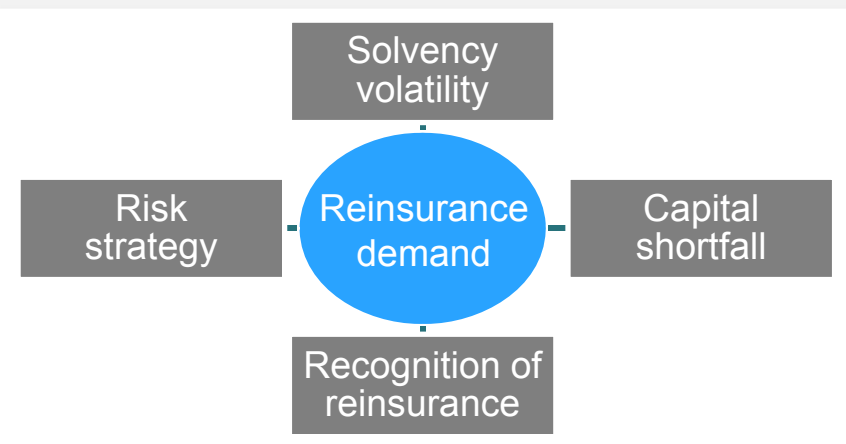 Solvency
volatility
Risk
strategy
Reinsurance
demand
Capital
shortfall
Recognition of
reinsurance